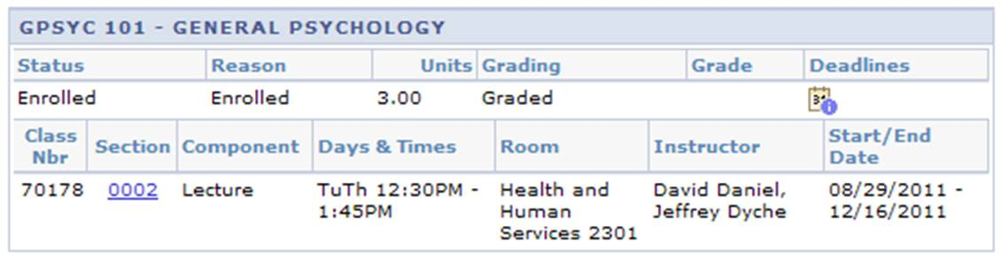 GPSYC 101 - GENERAL PSYCHOLOGY
Status Reason Units Grading Grade Deadlines
Enrolled Enrolled 3.00 Graded
Class Nbr Section Component Days & Times Room Instructor Start/End Date
70178 0002 Lecture TuTh 12:30PM - 1:45PM Health and Human Services 2301 David Daniel, Jeffrey Dyche 08/29/2011 - 12/16/2011